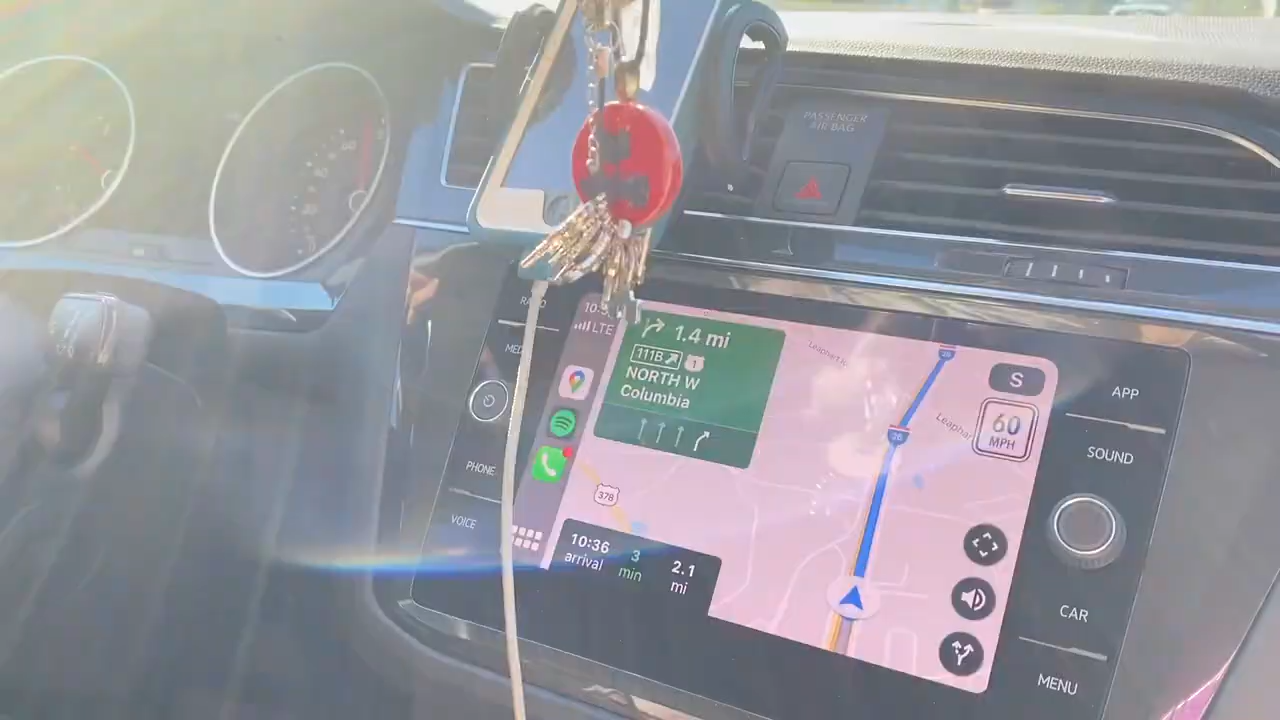 PASSENGER
AIR BAG
PHONE
VOICE
LTE
1.4 mi
111B 1
NORTH W
Columbia
378
10:36 3 2.1
arrival min mi
26
26
S
60
MPH
APP
SOUND
CAR
MENU